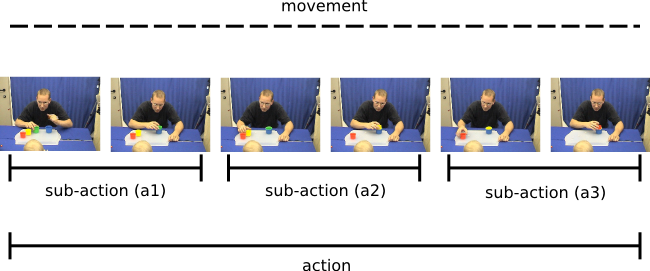 movement
sub-action (a1)
sub-action (a2)
sub-action (a3)
action